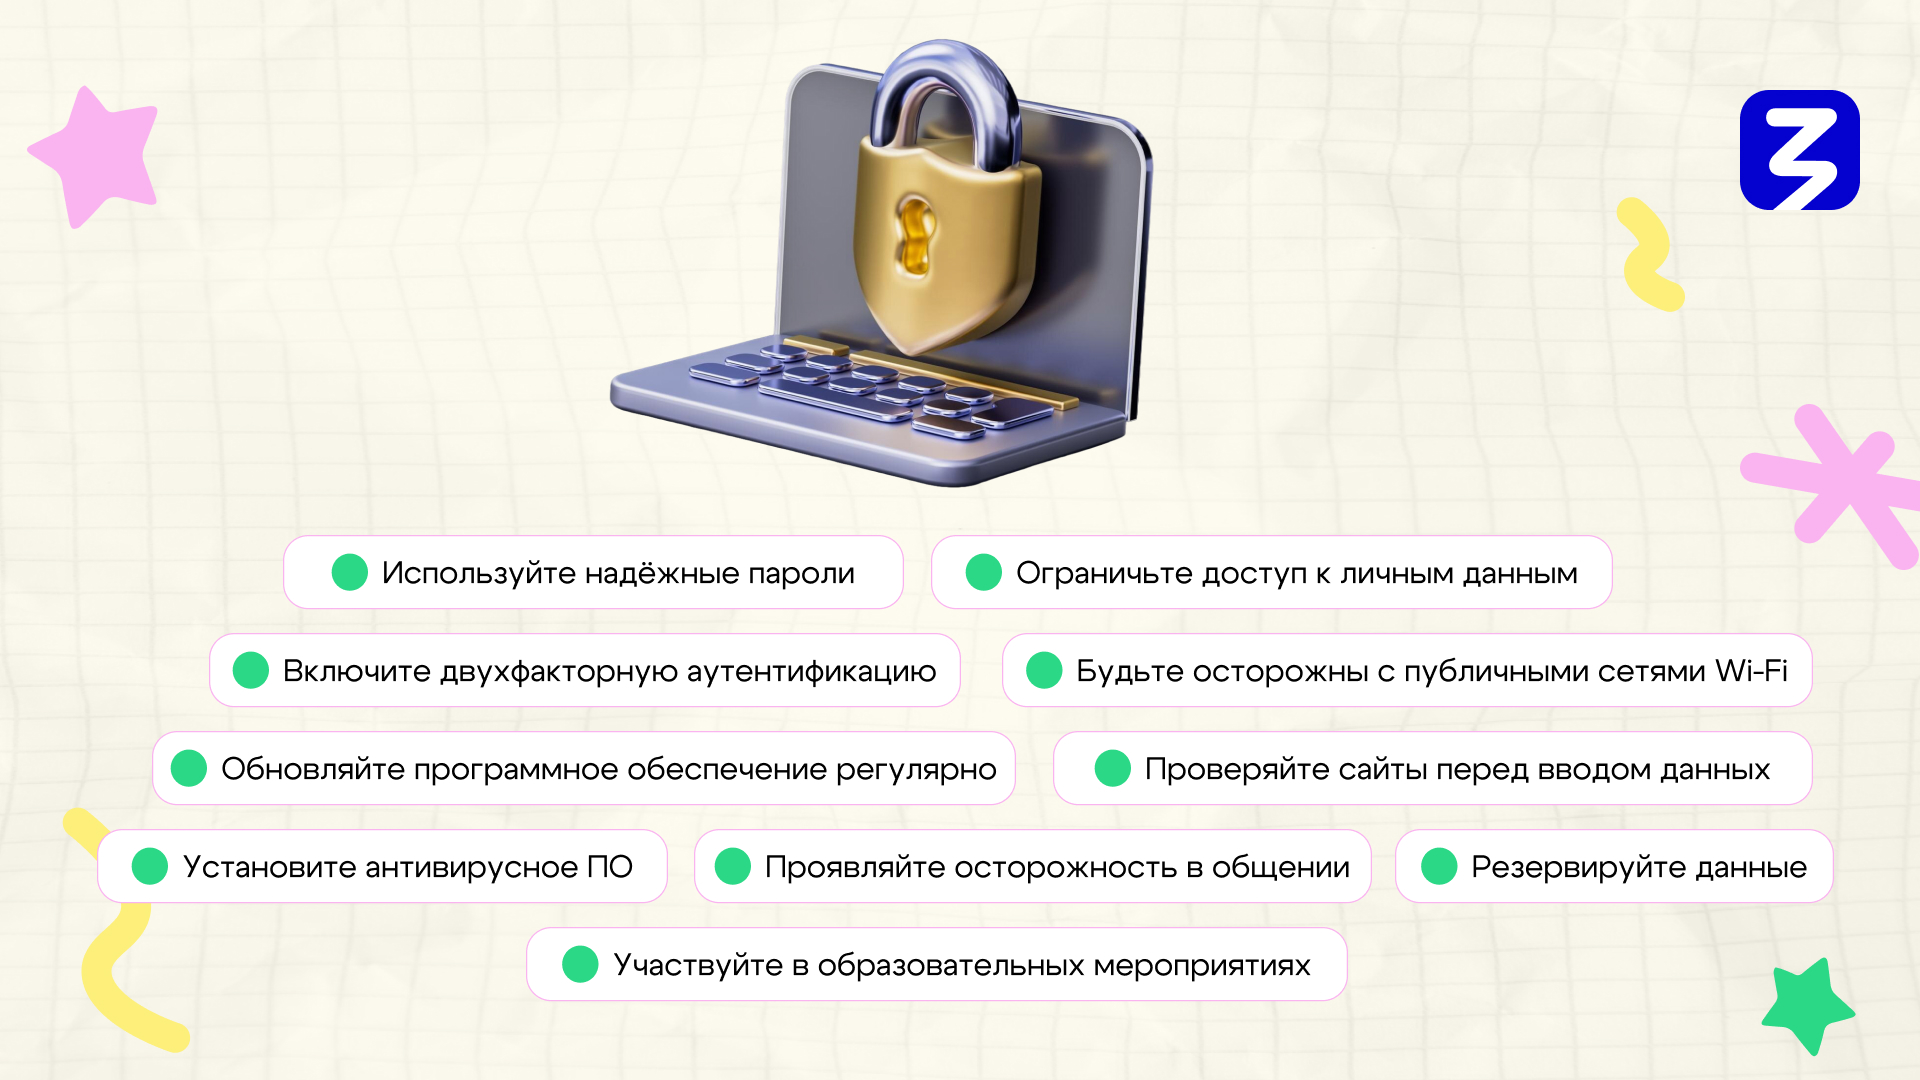 Используйте надёжные пароли
Ограничьте доступ к личным данным
Включите двухфакторную аутентификацию
Будьте осторожны с публичными сетями Wi-Fi
Обновляйте программное обеспечение регулярно
Проверяйте сайты перед вводом данных
Установите антивирусное ПО
Проявляйте осторожность в общении
Резервируйте данные
Участвуйте в образовательных мероприятиях